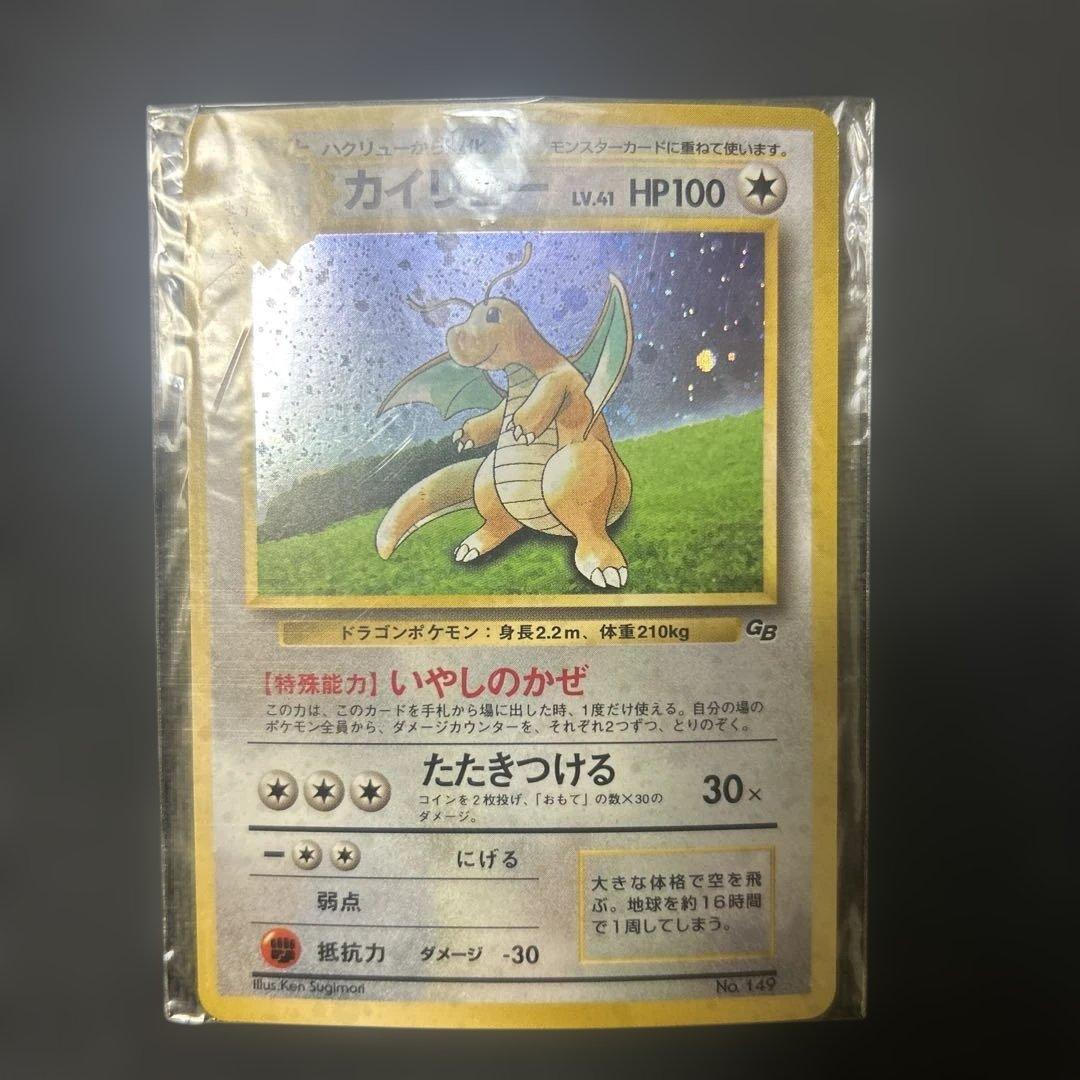 ハクリューから 化 モンスターカードに重ねて使います。
カイリュー LV.41 HP100
ドラゴンポケモン：身長2.2m、体重210kg
GB
【特殊能力】いやしのかぜ
この力は、このカードを手札から場に出した時、1度だけ使える。自分の場の
ポケモン全員から、ダメージカウンターを、それぞれ2つずつ、とりのぞく。
たたきつける 30×
コインを2枚投げ、「おもて」の数×30の
ダメージ。
にげる
弱点
抵抗力 ダメージ -30
大きな体格で空を飛
ぶ。地球を約16時間
で1周してしまう。
Illus.Ken Sugimori
No. 149